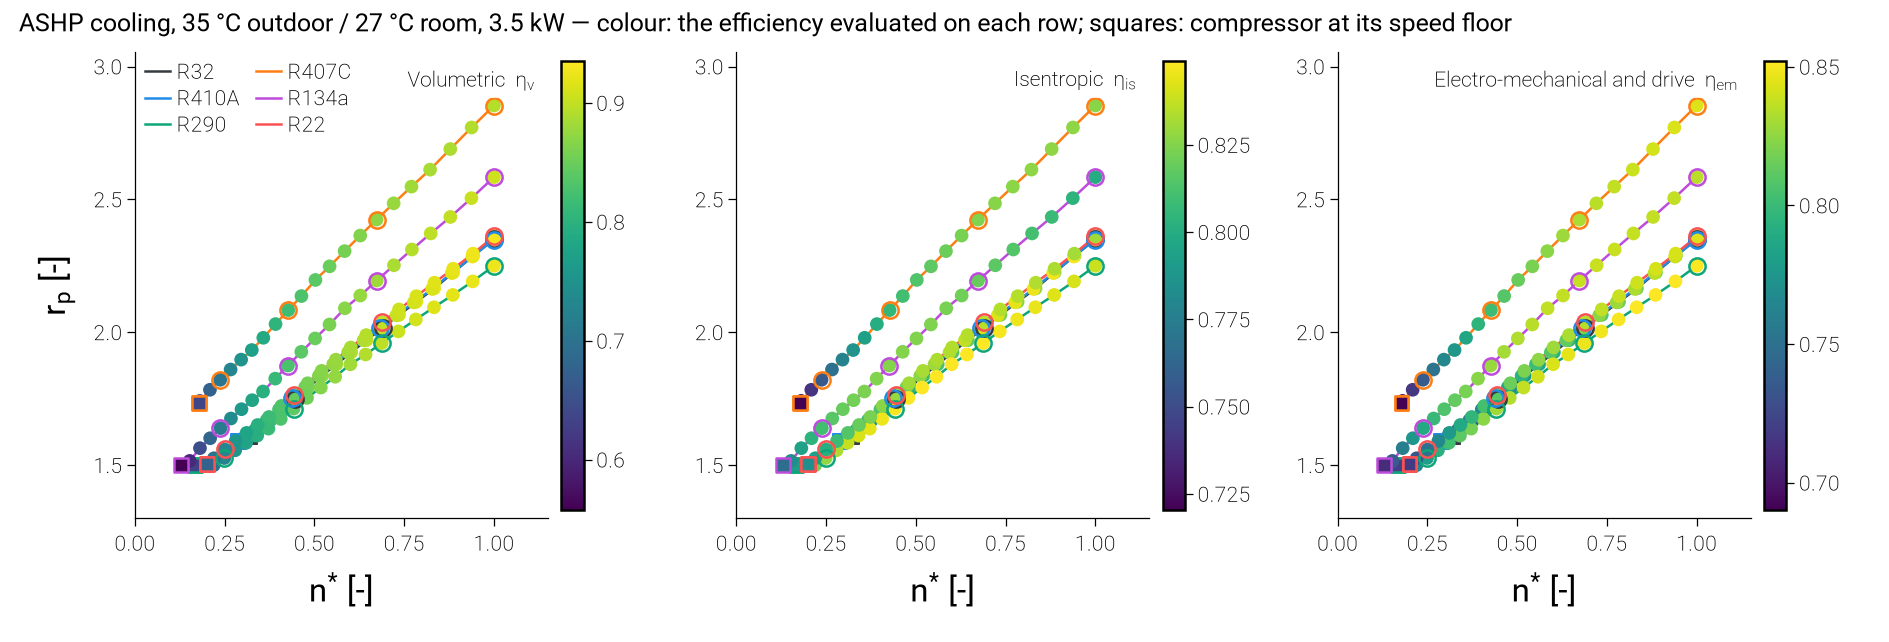 ASHP cooling, 35 °C outdoor / 27 °C room, 3.5 kW — colour: the efficiency evaluated on each row; squares: compressor at its speed floor
R32
R410A
R290
R407C
R134a
R22
Volumetric ηv
3.0
2.5
2.0
1.5
rp [-]
0.00 0.25 0.50 0.75 1.00
n* [-]
0.9
0.8
0.7
0.6
Isentropic ηis
3.0
2.5
2.0
1.5
0.00 0.25 0.50 0.75 1.00
n* [-]
0.825
0.800
0.775
0.750
0.725
Electro-mechanical and drive ηem
3.0
2.5
2.0
1.5
0.00 0.25 0.50 0.75 1.00
n* [-]
0.85
0.80
0.75
0.70